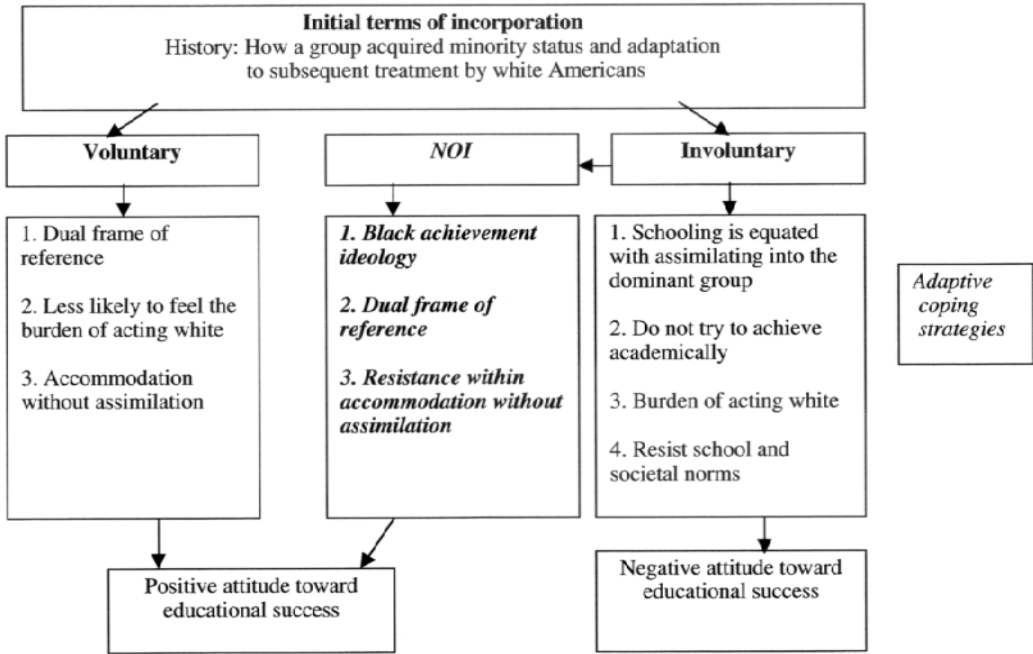 Initial terms of incorporation
History: How a group acquired minority status and adaptation
to subsequent treatment by white Americans
Voluntary
NOI
Involuntary
1. Dual frame of
reference
2. Less likely to feel the
burden of acting white
3. Accommodation
without assimilation
1. Black achievement
ideology
2. Dual frame of
reference
3. Resistance within
accommodation without
assimilation
1. Schooling is equated
with assimilating into the
dominant group
2. Do not try to achieve
academically
3. Burden of acting white
4. Resist school and
societal norms
Adaptive
coping
strategies
Positive attitude toward
educational success
Negative attitude toward
educational success